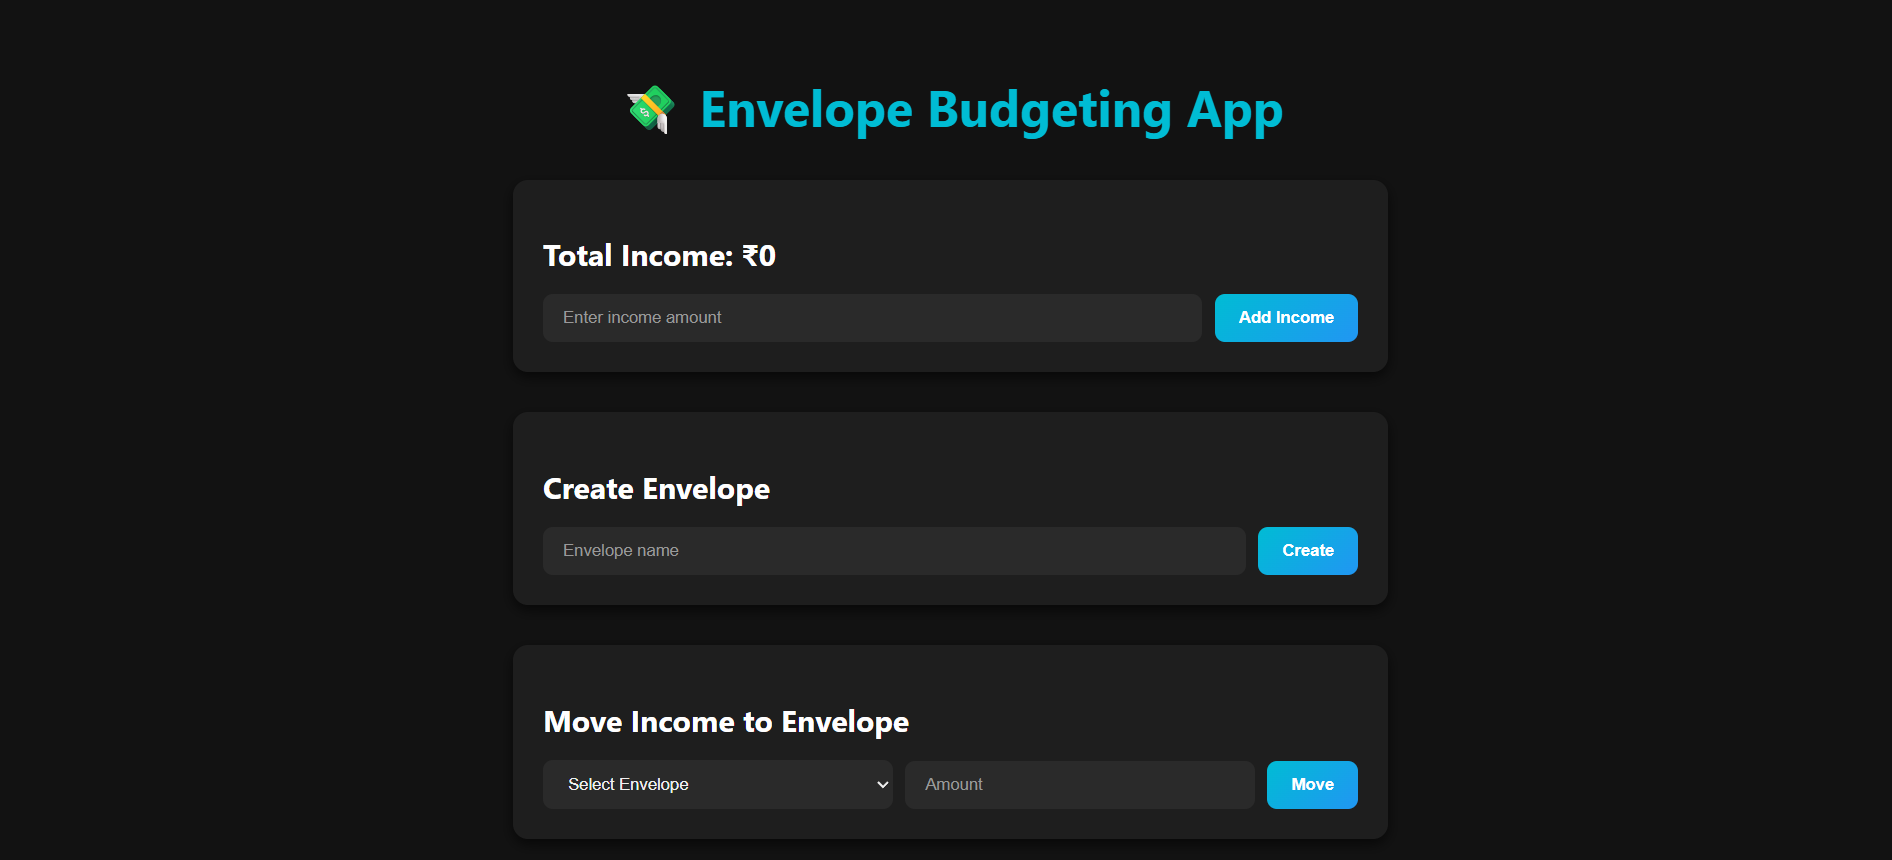 Envelope Budgeting App
Total Income: ₹0
Enter income amount
Add Income
Create Envelope
Envelope name
Create
Move Income to Envelope
Select Envelope
Amount
Move